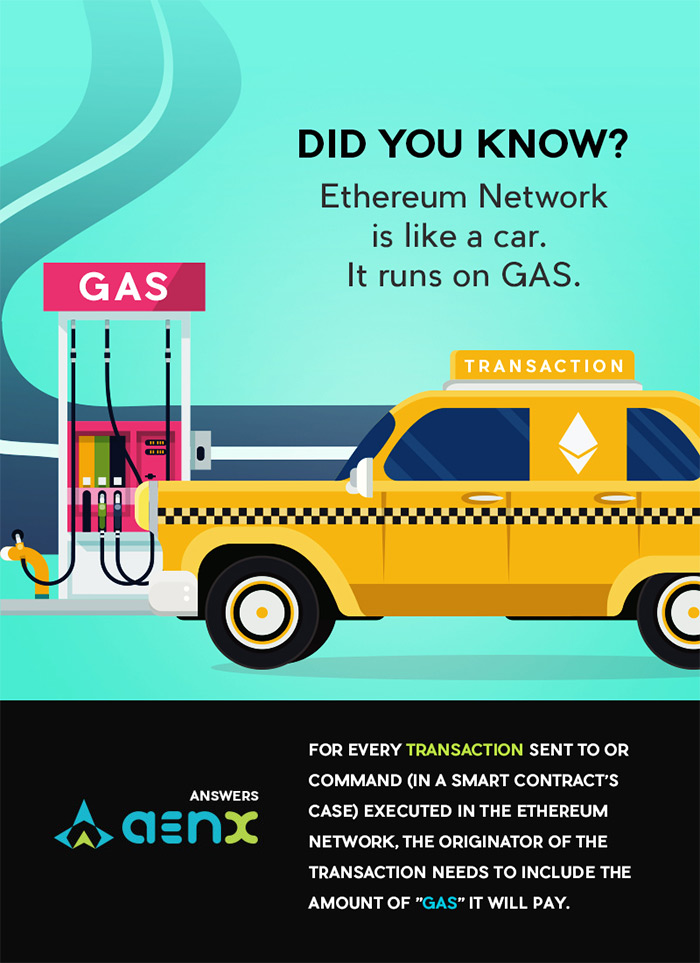 DID YOU KNOW?
Ethereum Network
is like a car.
It runs on GAS.
GAS
TRANSACTION
ANSWERS
aenx
FOR EVERY TRANSACTION SENT TO OR
COMMAND (IN A SMART CONTRACT'S
CASE) EXECUTED IN THE ETHEREUM
NETWORK, THE ORIGINATOR OF THE
TRANSACTION NEEDS TO INCLUDE THE
AMOUNT OF ”GAS” IT WILL PAY.